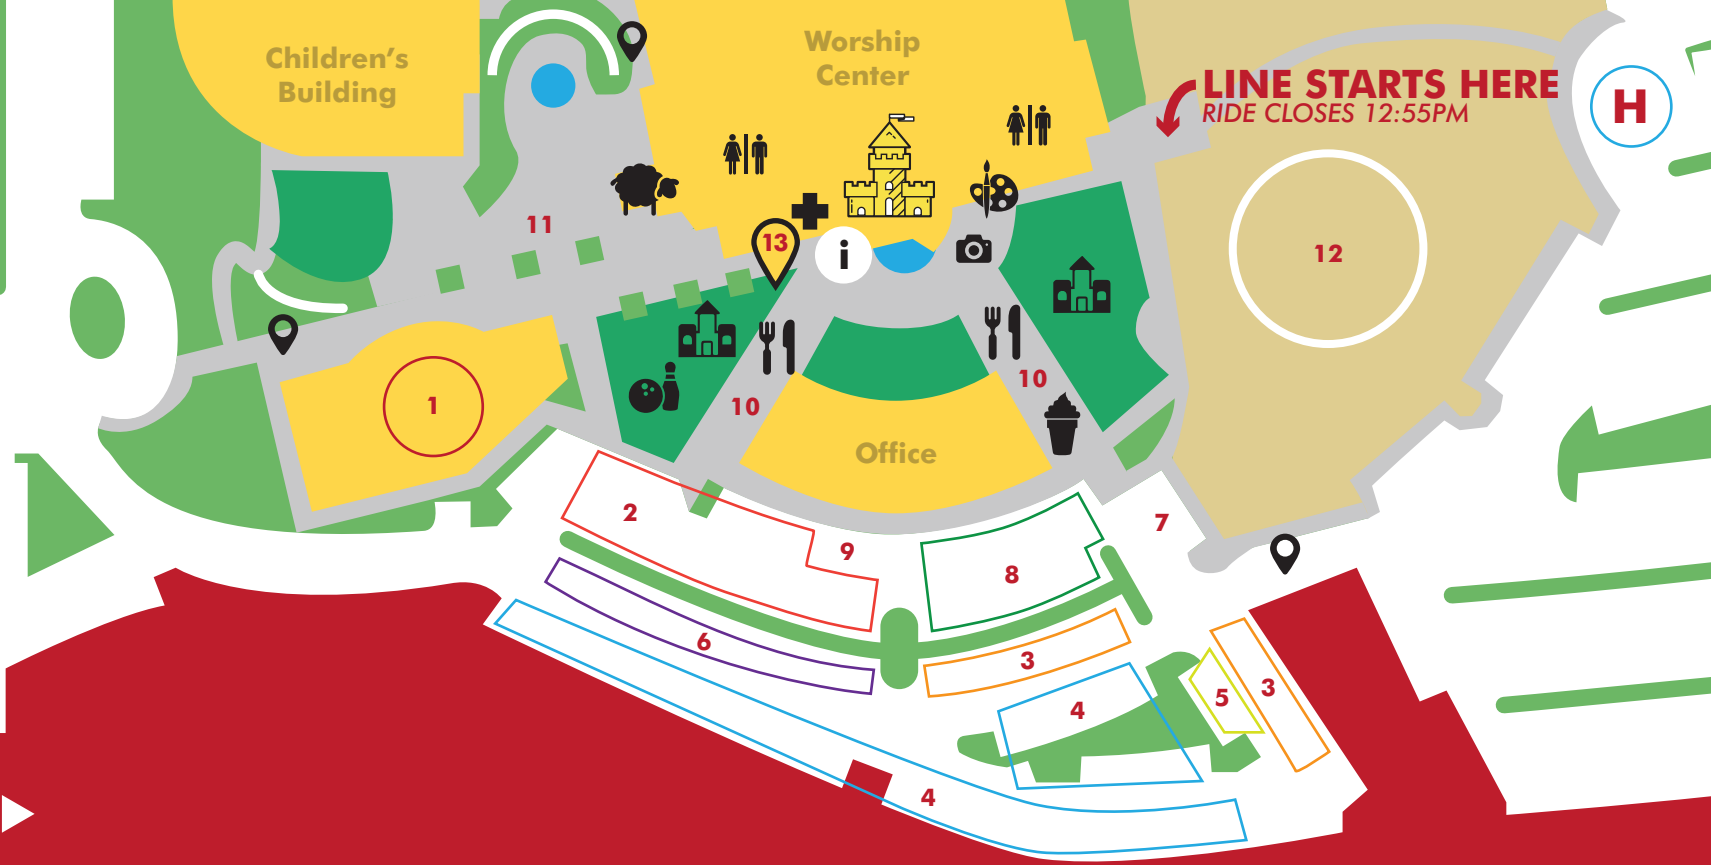 Children's
Building
Worship
Center
LINE STARTS HERE
RIDE CLOSES 12:55PM
H
11
13
i
12
10
10
1
Office
2
9
7
8
6
3
4
5
3
4